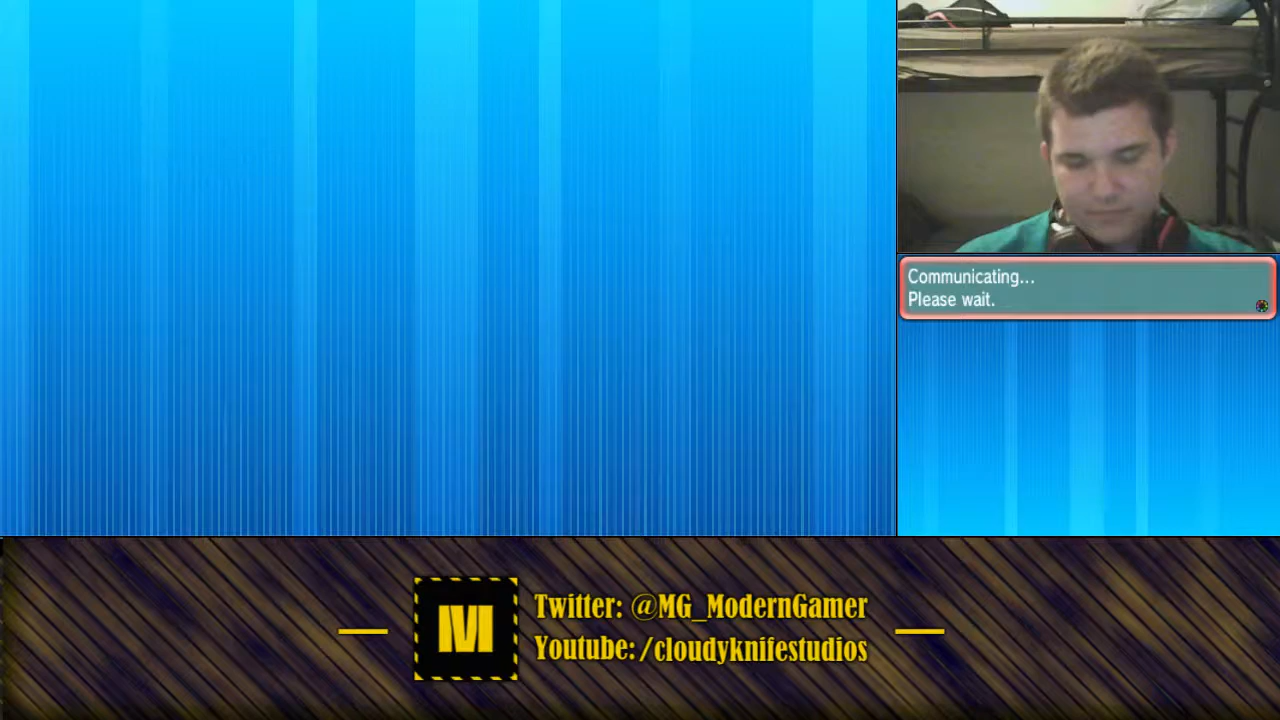 Communicating...
Please wait.
M
Twitter: @MG_ModernGamer
Youtube: /cloudyknifestudios